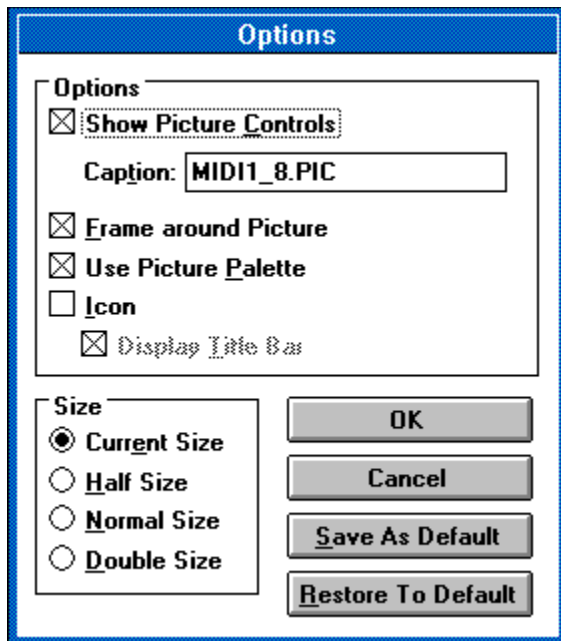 Options
Options
Show Picture Controls
Caption: MIDI1_8.PIC
Frame around Picture
Use Picture Palette
Icon
Display Title Bar
Size
Current Size
Half Size
Normal Size
Double Size
OK
Cancel
Save As Default
Restore To Default